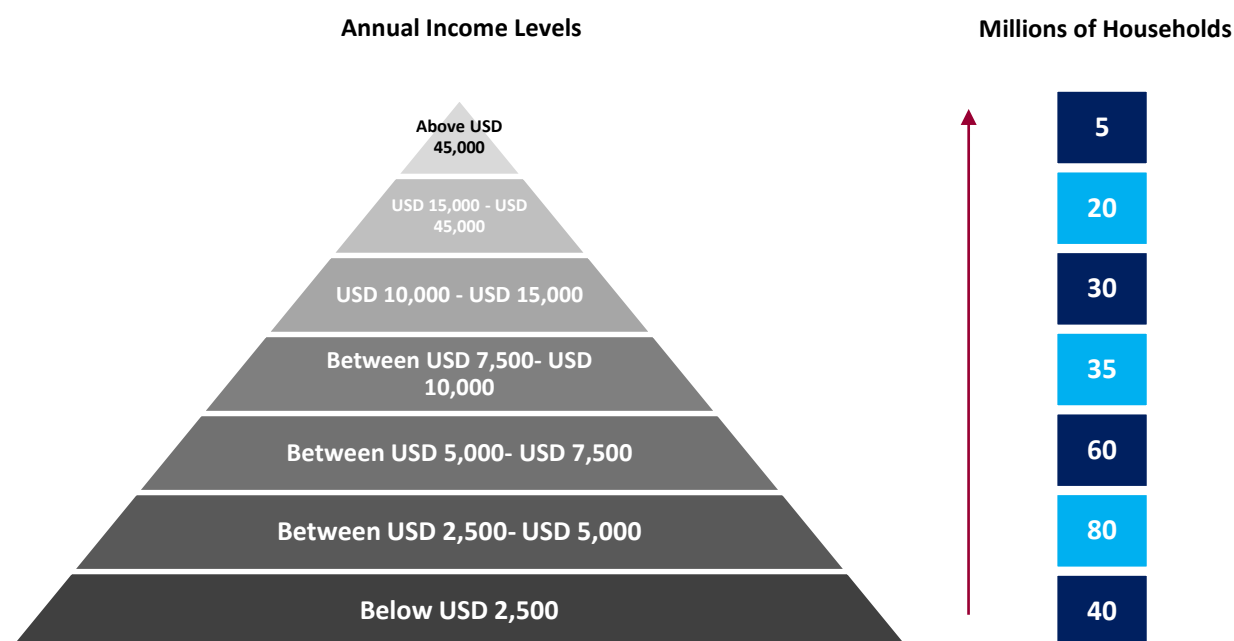 Annual Income Levels
Millions of Households
Above USD
45,000
5
USD 15,000 - USD
45,000
20
USD 10,000 - USD 15,000
30
Between USD 7,500- USD
10,000
35
Between USD 5,000- USD 7,500
60
Between USD 2,500- USD 5,000
80
Below USD 2,500
40